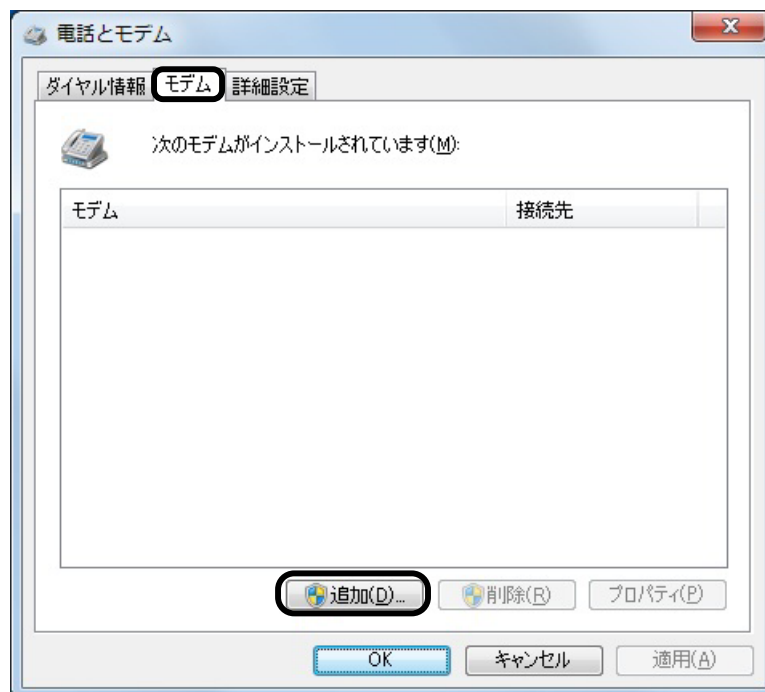 電話とモデム
ダイヤル情報 モデム 詳細設定
次のモデムがインストールされています(M):
モデム 接続先
追加(D)... 削除(R) プロパティ(P)
OK キャンセル 適用(A)